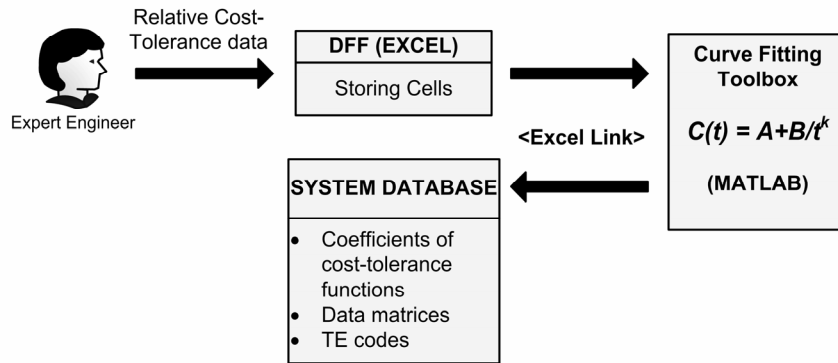 Relative Cost-
Tolerance data
Expert Engineer
DFF (EXCEL)
Storing Cells
Curve Fitting
Toolbox
C(t) = A+B/t^k
(MATLAB)
<Excel Link>
SYSTEM DATABASE
• Coefficients of
cost-tolerance
functions
• Data matrices
• TE codes